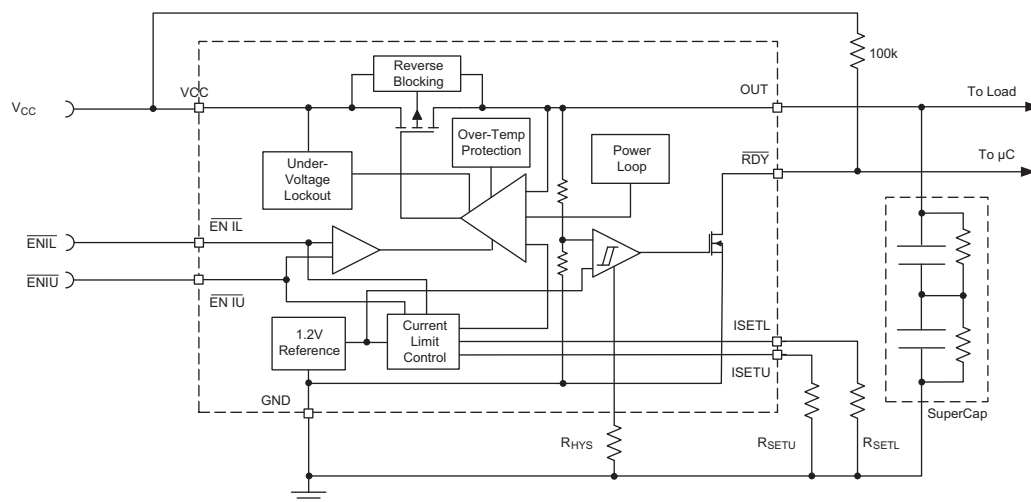 Reverse
Blocking
100k
VCC
VCC
OUT
To Load
Over-Temp
Protection
Power
Loop
RDY
To µC
Under-
Voltage
Lockout
EN IL
ENIL
ENIU
EN IU
1.2V
Reference
Current
Limit
Control
ISETL
ISETU
GND
SuperCap
RHYS
RSETU
RSETL